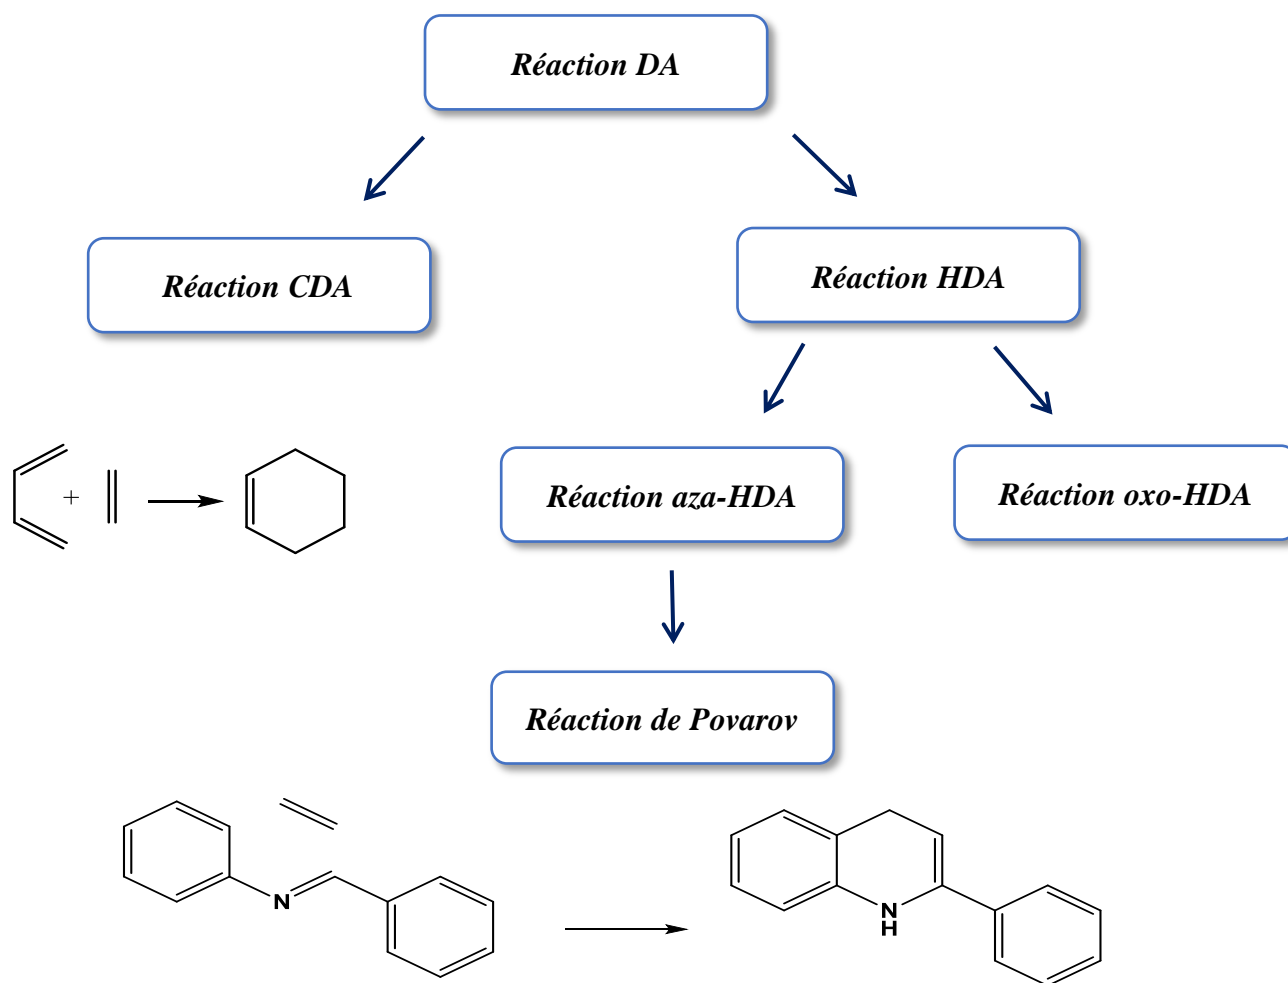 Réaction DA
Réaction CDA
Réaction HDA
+
Réaction aza-HDA
Réaction oxo-HDA
Réaction de Povarov
N
N
H